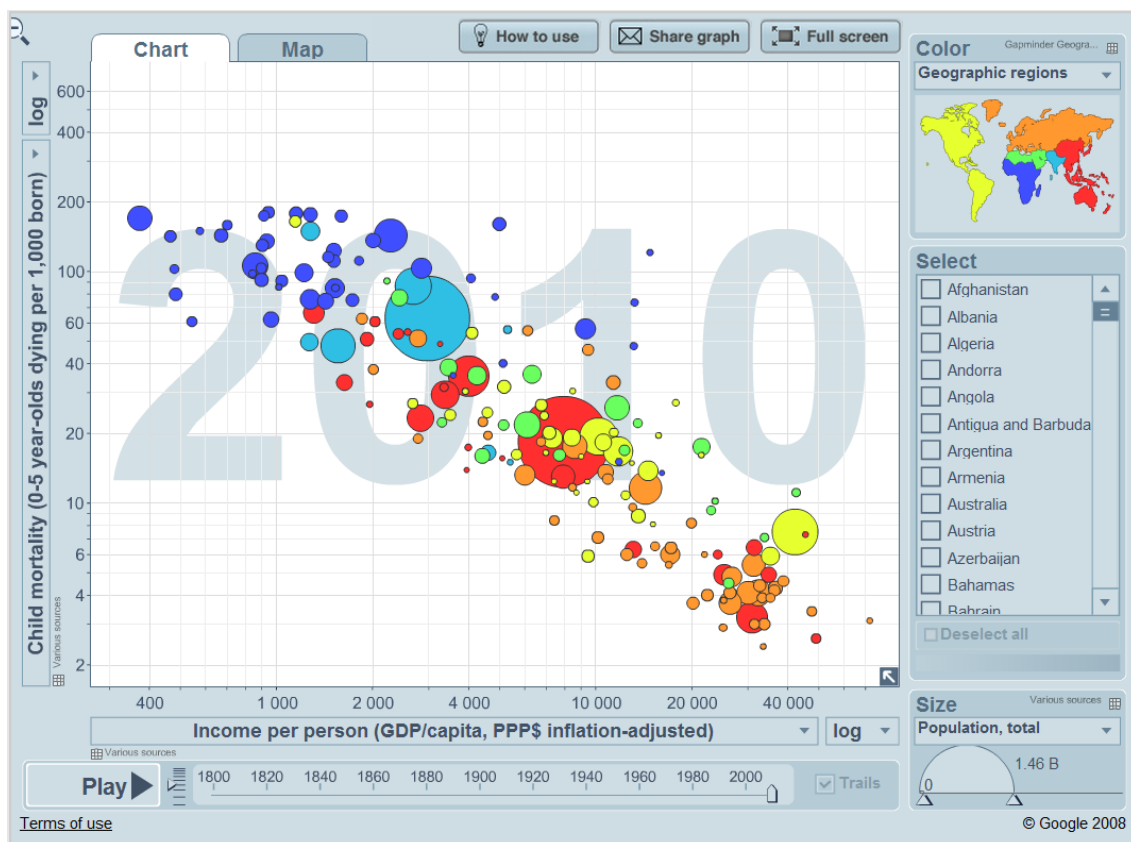 Chart
Map
How to use
Share graph
Full screen
Color
Gapminder Geogra...
Geographic regions
log
Child mortality (0-5 year-olds dying per 1,000 born)
Various sources
600
400
200
100
60
40
20
10
6
4
2
2010
400
1 000
2 000
4 000
10 000
20 000
40 000
Income per person (GDP/capita, PPP$ inflation-adjusted)
log
Various sources
Select
Afghanistan
Albania
Algeria
Andorra
Angola
Antigua and Barbuda
Argentina
Armenia
Australia
Austria
Azerbaijan
Bahamas
Bahrain
Deselect all
Size
Various sources
Population, total
0
1.46 B
Play
1800 1820 1840 1860 1880 1900 1920 1940 1960 1980 2000
Trails
Terms of use
© Google 2008